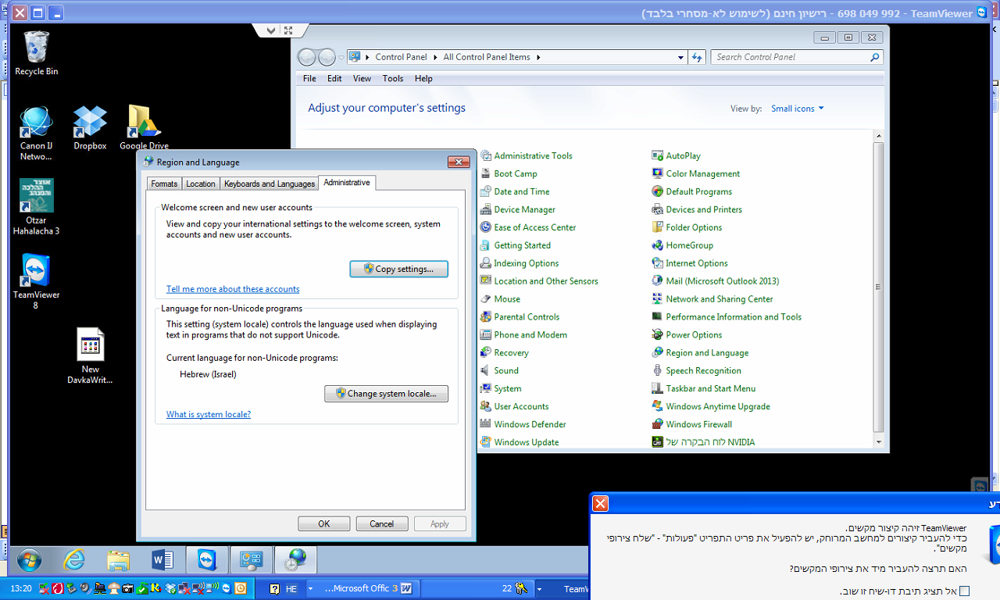 698 049 992 - TeamViewer - רישיון חינם (לשימוש לא-מסחרי בלבד)
Recycle Bin
Canon IJ
Netwo...
Dropbox
Google Drive
אוצר
ההלכה
והמנהג
Otzar
Hahalacha 3
TeamViewer
8
New
DavkaWrit...
Control Panel
All Control Panel Items
Search Control Panel
File
Edit
View
Tools
Help
Adjust your computer's settings
View by:
Small icons
Administrative Tools
AutoPlay
Boot Camp
Color Management
Date and Time
Default Programs
Device Manager
Devices and Printers
Ease of Access Center
Folder Options
Getting Started
HomeGroup
Indexing Options
Internet Options
Location and Other Sensors
Mail (Microsoft Outlook 2013)
Mouse
Network and Sharing Center
Parental Controls
Performance Information and Tools
Phone and Modem
Power Options
Recovery
Region and Language
Sound
Speech Recognition
System
Taskbar and Start Menu
User Accounts
Windows Anytime Upgrade
Windows Defender
Windows Firewall
Windows Update
לוח הבקרה של NVIDIA
Region and Language
Formats
Location
Keyboards and Languages
Administrative
Welcome screen and new user accounts
View and copy your international settings to the welcome screen, system
accounts and new user accounts.
Copy settings...
Tell me more about these accounts
Language for non-Unicode programs
This setting (system locale) controls the language used when displaying
text in programs that do not support Unicode.
Current language for non-Unicode programs:
Hebrew (Israel)
Change system locale...
What is system locale?
OK
Cancel
Apply
TeamViewer זיהה קיצור מקשים.
כדי להעביר קיצורים למחשב המרוחק, יש להפעיל את פריט התפריט "פעולות" - "שלח צירופי
מקשים".
האם תרצה להעביר מיד את צירופי המקשים?
אל תציג תיבת דו-שיח זו שוב.
13:20
HE
3 Microsoft Offic...
22
TeamV